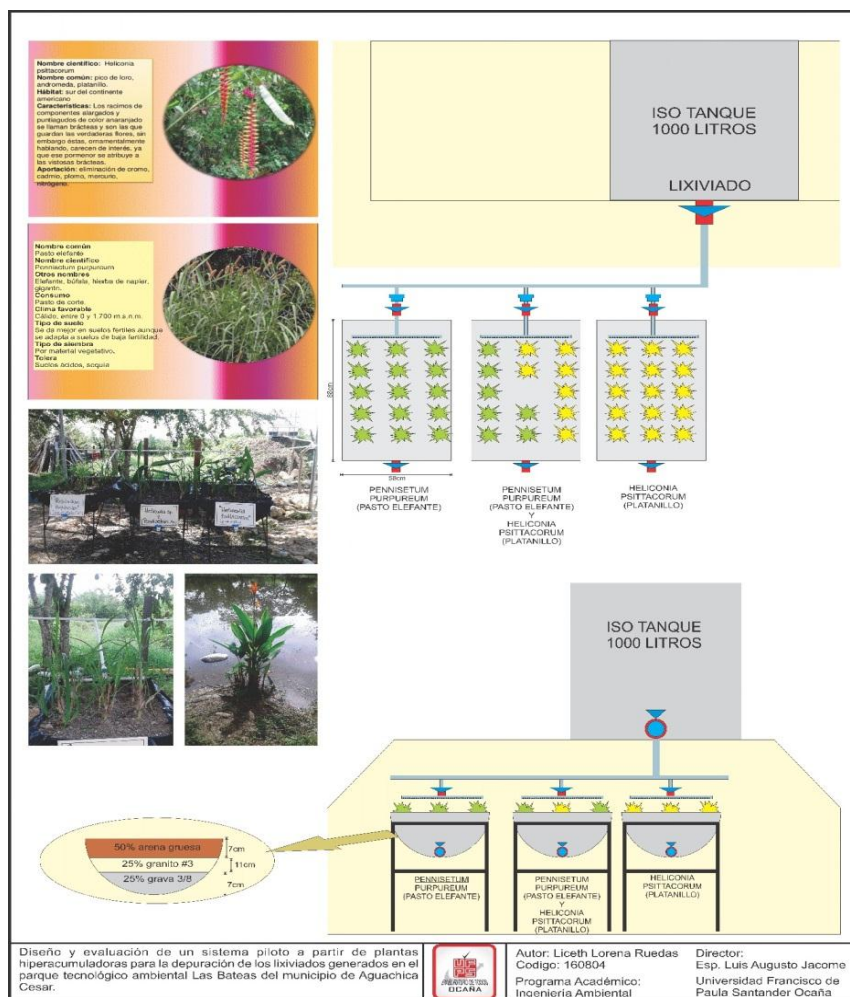 Nombre científico: Heliconia
psittacorum
Nombre común: pico de loro,
andromeda, platanillo.
Hábitat: sur del continente
americano
Características: Los racimos de
componentes alargados y
puntiagudos de color anaranjado
se llaman brácteas y son las que
guardan las verdaderas flores, sin
embargo éstas, ornamentalmente
hablando, carecen de interés, ya
que ese pormenor se atribuye a
las vistosas brácteas.
Aportación: eliminación de cromo,
cadmio, plomo, mercurio,
nitrógeno.
Nombre común
Pasto elefante
Nombre científico
Pennisetum purpureum
Otros nombres
Elefante, búfalo, hierba de napier,
gigante.
Consumo
Pasto de corte
Clima favorable
Cálido, entre 0 y 1.700 m.s.n.m.
Tipo de suelo
Se da mejor en suelos fertiles aunque
se adapta a suelos de baja fertilidad.
Tipo de siembra
Por material vegetativo.
Tolera
Suelos ácidos, sequía
ISO TANQUE
1000 LITROS
LIXIVIADO
58cm
PENNISETUM
PURPUREUM
(PASTO ELEFANTE)
PENNISETUM
PURPUREUM
(PASTO ELEFANTE)
Y
HELICONIA
PSITTACORUM
(PLATANILLO)
HELICONIA
PSITTACORUM
(PLATANILLO)
ISO TANQUE
1000 LITROS
50% arena gruesa
7cm
25% granito #3
11cm
25% grava 3/8
7cm
PENNISETUM
PURPUREUM
(PASTO ELEFANTE)
PENNISETUM
PURPUREUM
(PASTO ELEFANTE)
Y
HELICONIA
PSITTACORUM
(PLATANILLO)
HELICONIA
PSITTACORUM
(PLATANILLO)
Diseño y evaluación de un sistema piloto a partir de plantas
hiperacumuladoras para la depuración de los lixiviados generados en el
parque tecnológico ambiental Las Bateas del municipio de Aguachica
Cesar.
OCAÑA
Autor: Liceth Lorena Ruedas
Codigo: 160804
Programa Académico:
Ingenieria Ambiental
Director:
Esp. Luis Augusto Jacome
Universidad Francisco de
Paula Santander Ocaña